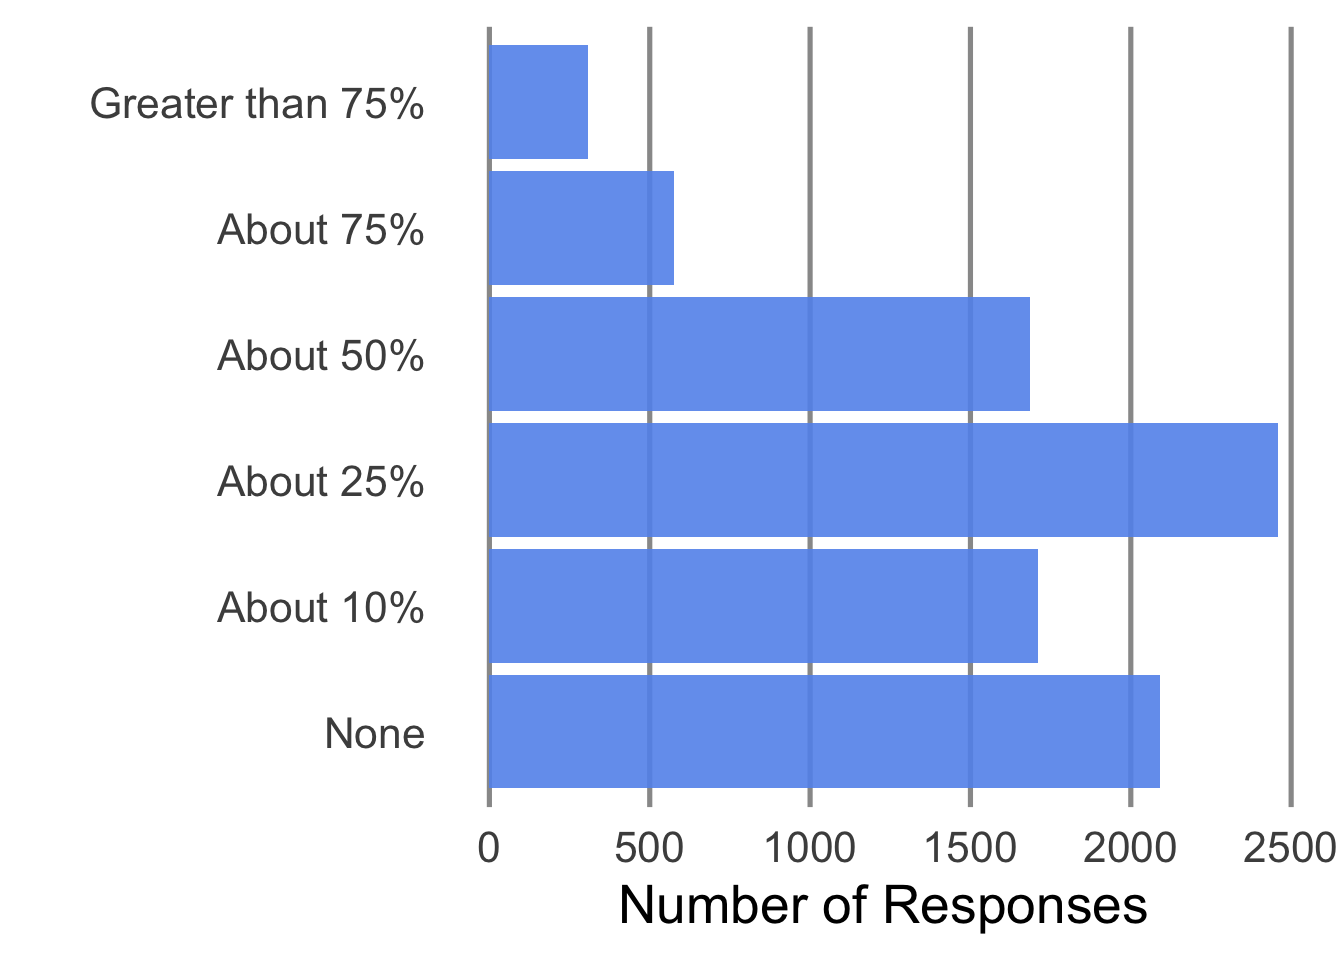 Greater than 75%
About 75%
About 50%
About 25%
About 10%
None
0 500 1000 1500 2000 2500
Number of Responses